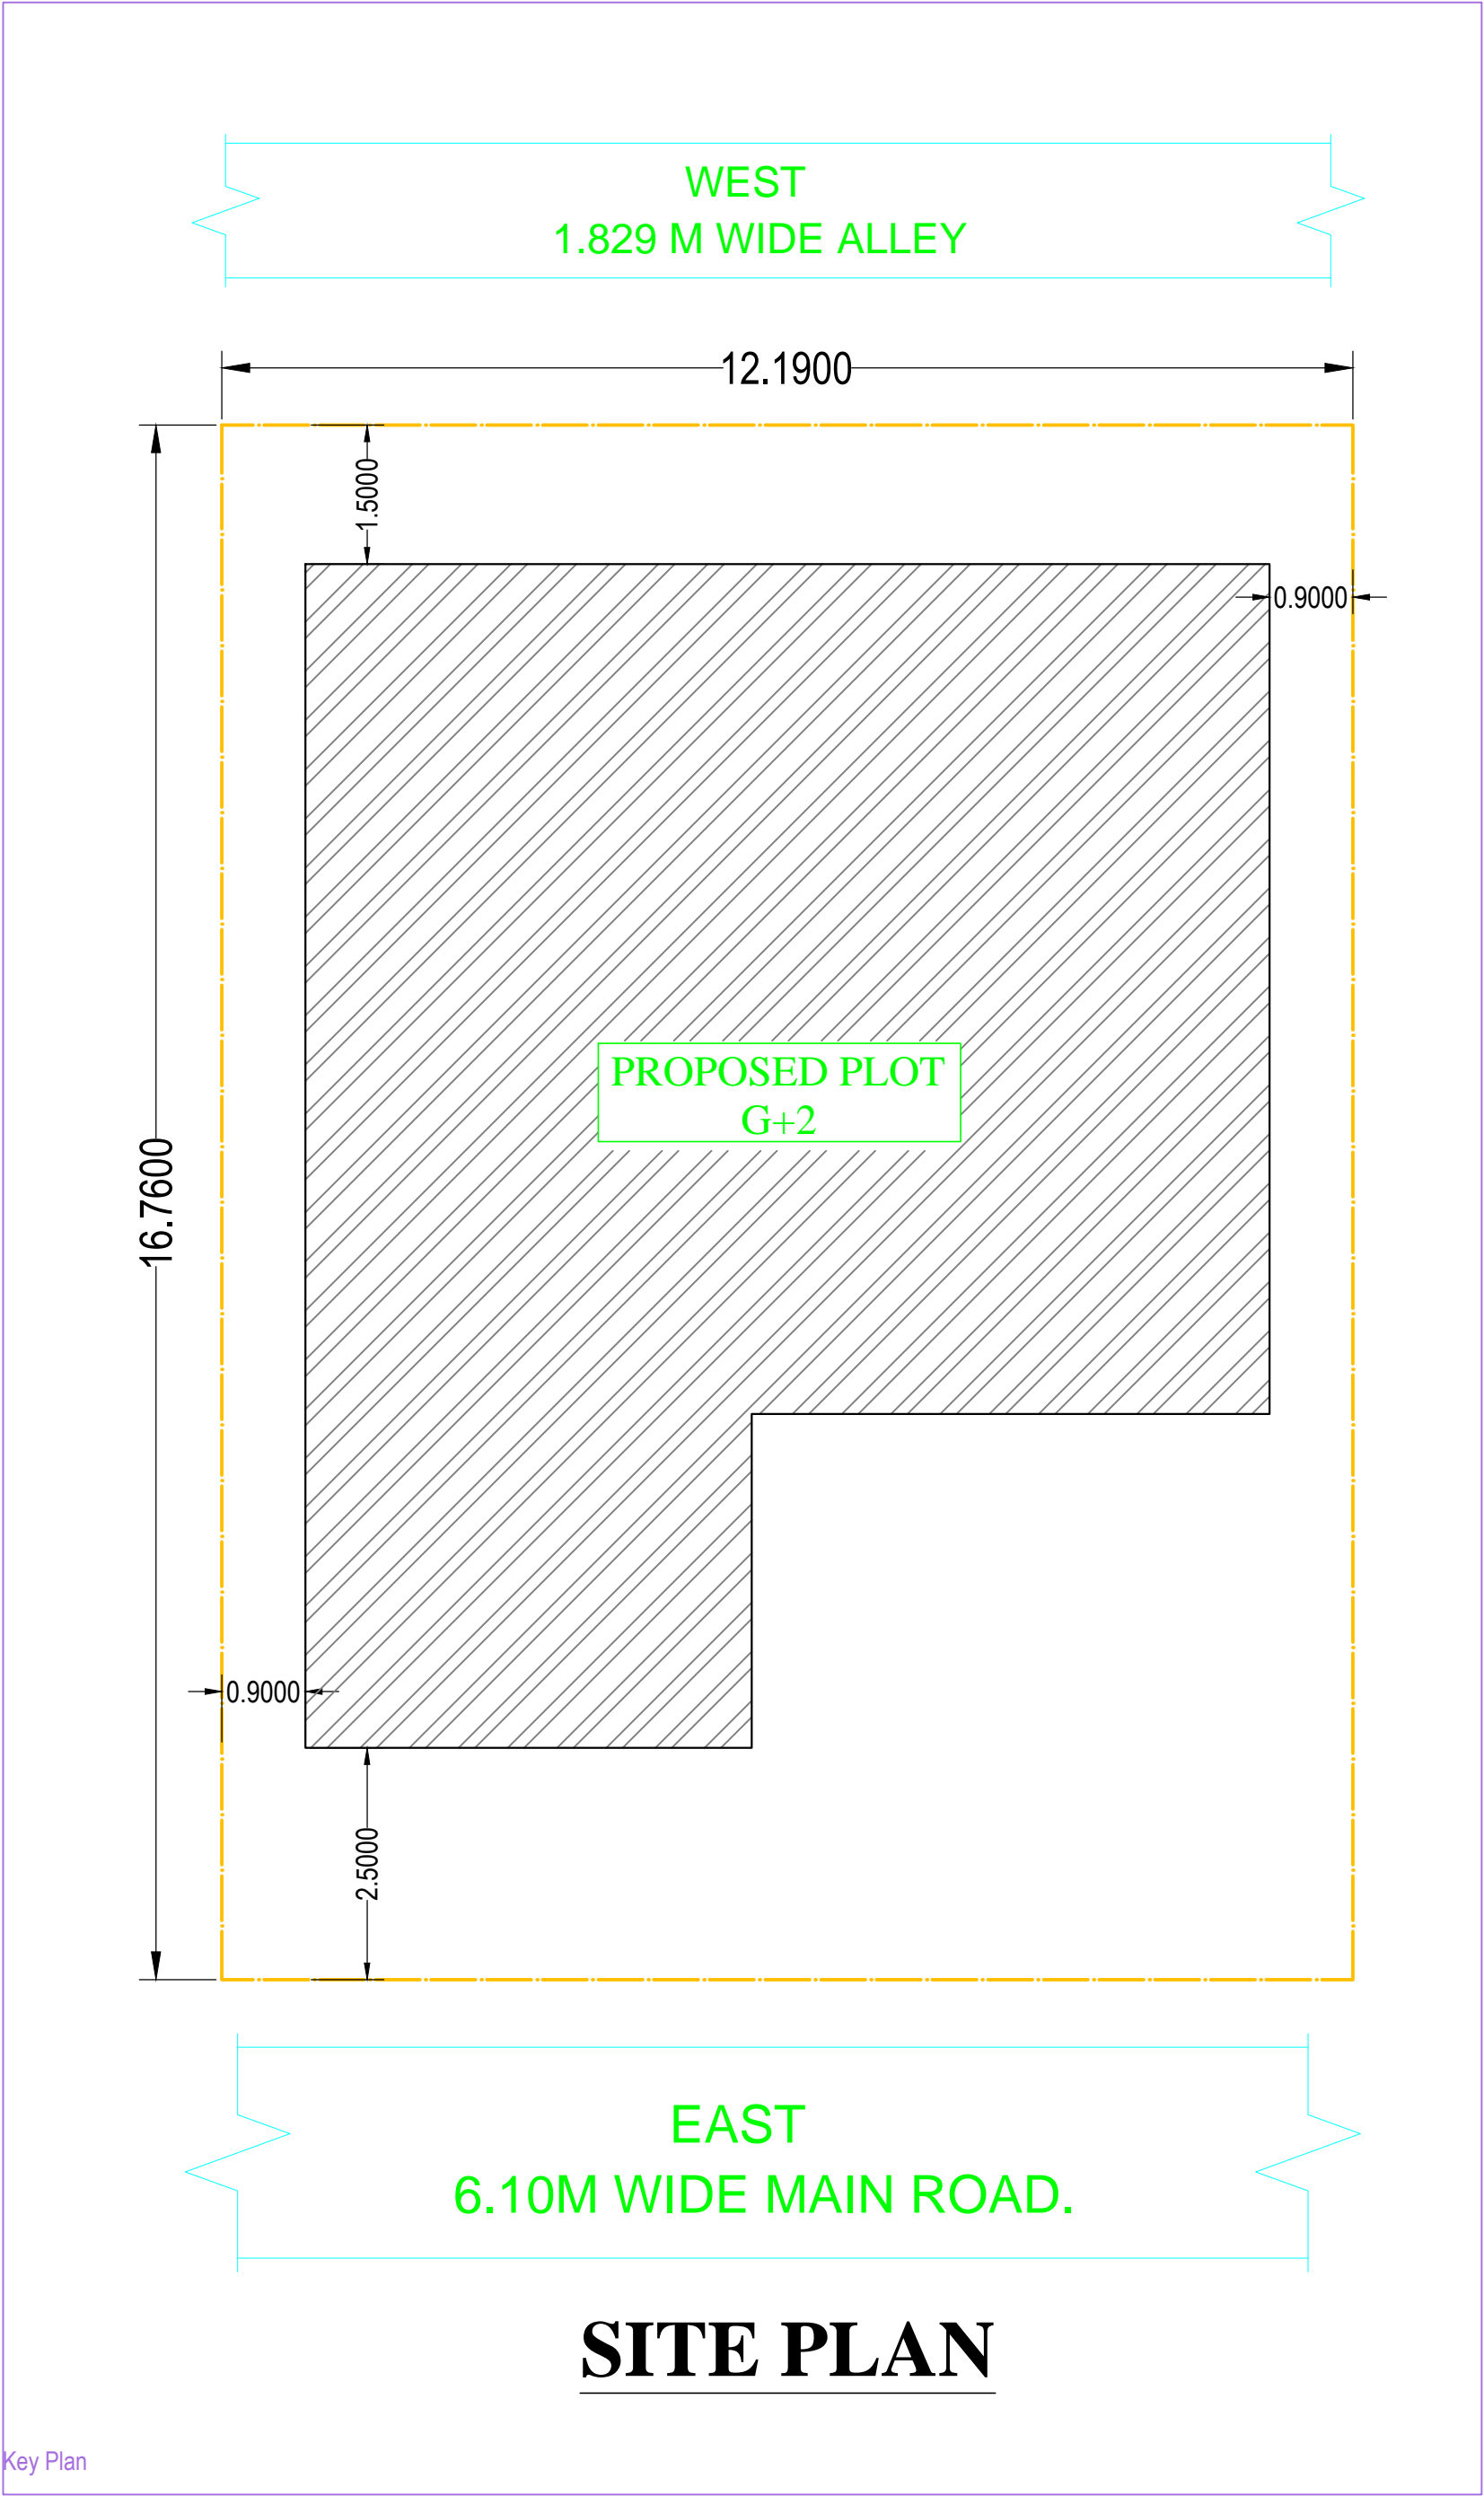 WEST
1.829 M WIDE ALLEY
12.1900
1.5000
0.9000
PROPOSED PLOT
G+2
16.7600
0.9000
2.5000
EAST
6.10M WIDE MAIN ROAD.
SITE PLAN
Key Plan